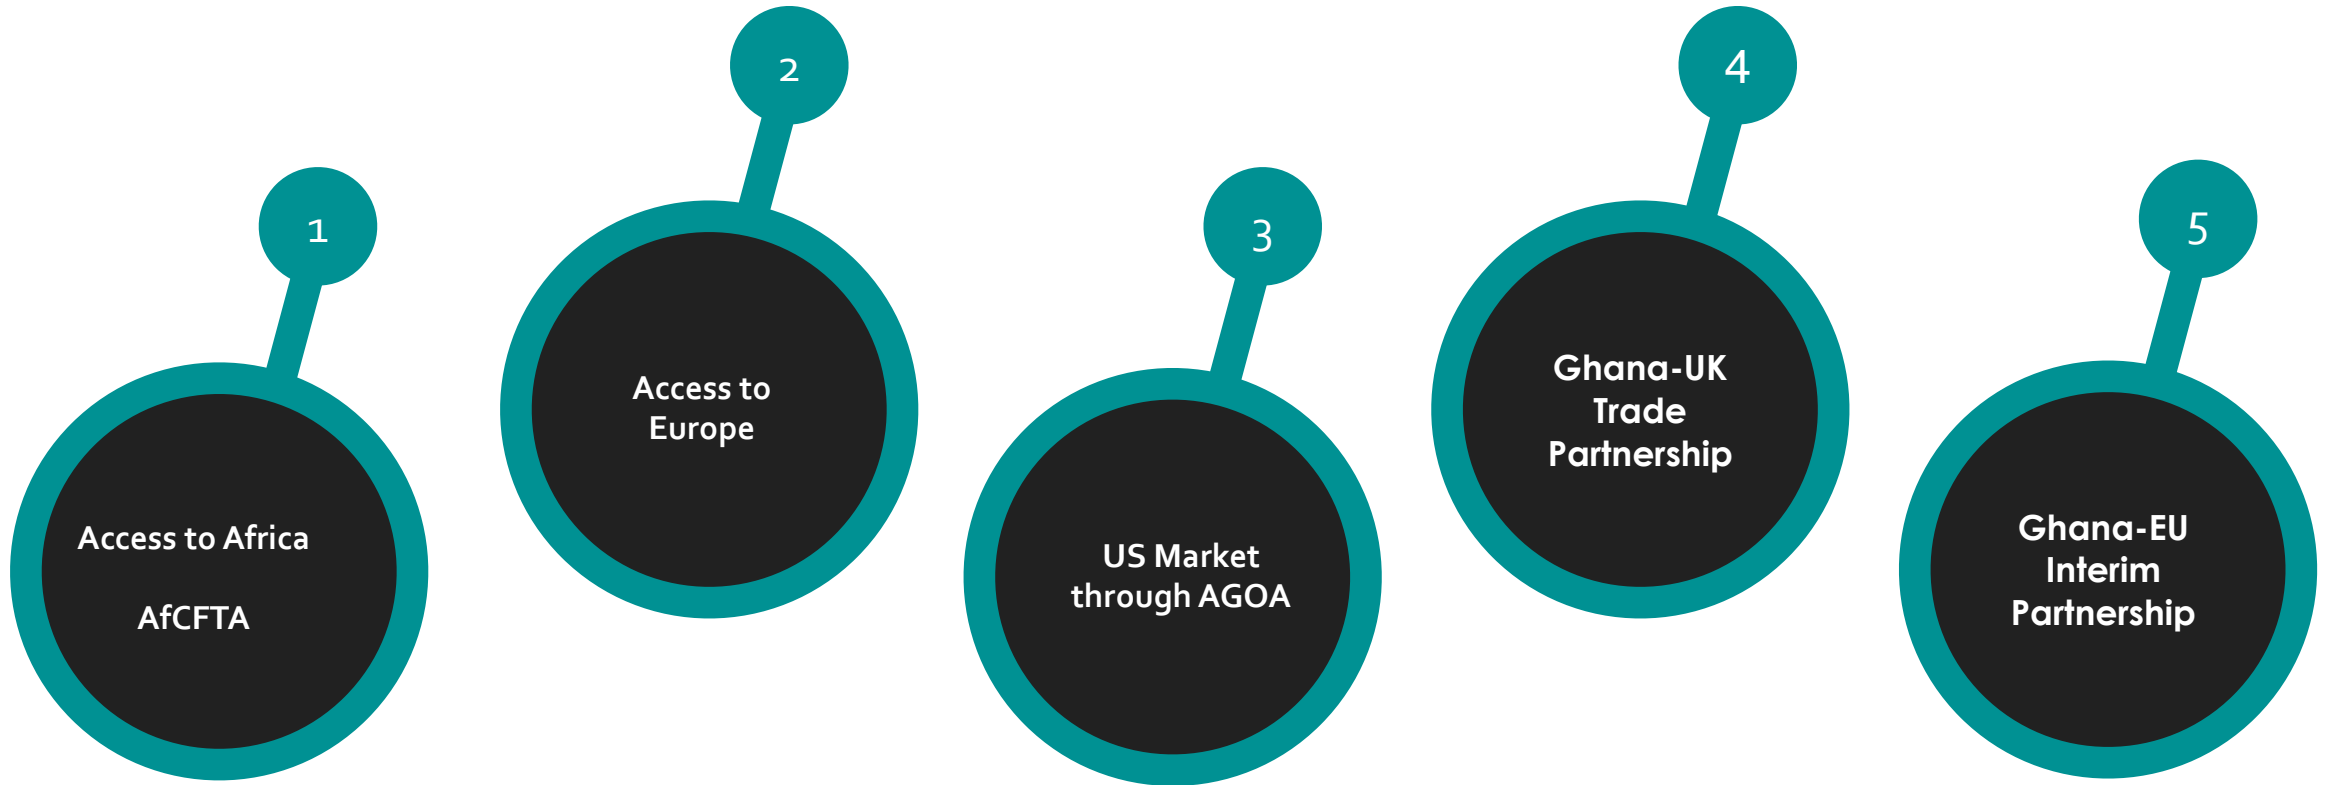 1
Access to Africa
AfCFTA
2
Access to
Europe
3
US Market
through AGOA
4
Ghana-UK
Trade
Partnership
5
Ghana-EU
Interim
Partnership